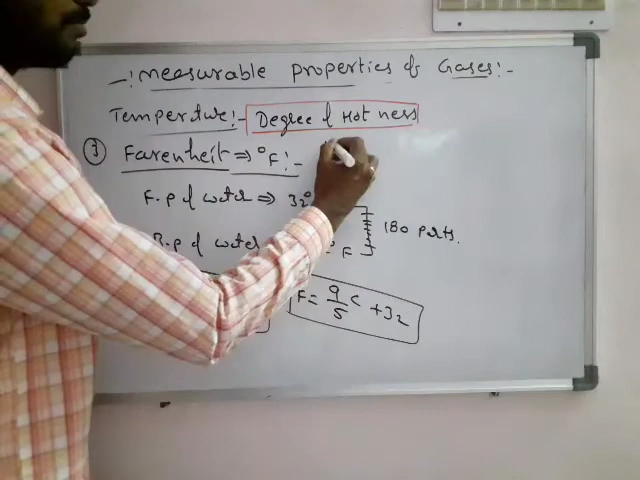 -: Measurable properties of Gases:-
Temperature:- Degree of Hot ness
③ Farenheit ⇒ °F:-
F.p of water ⇒ 32°
B.p of water ° F
180 parts.
F = 9/5 C + 32